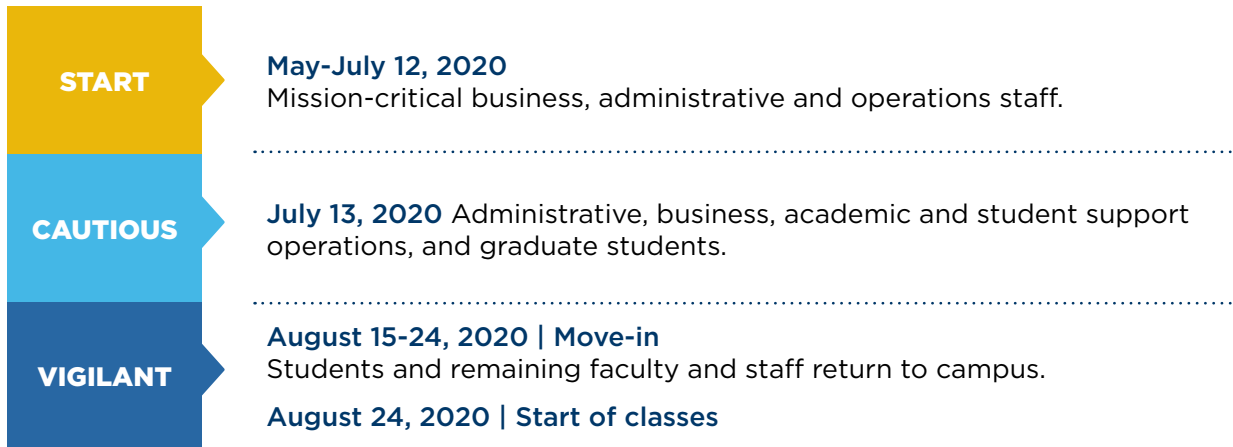 START
May-July 12, 2020
Mission-critical business, administrative and operations staff.
CAUTIOUS
July 13, 2020 Administrative, business, academic and student support
operations, and graduate students.
VIGILANT
August 15-24, 2020 | Move-in
Students and remaining faculty and staff return to campus.
August 24, 2020 | Start of classes